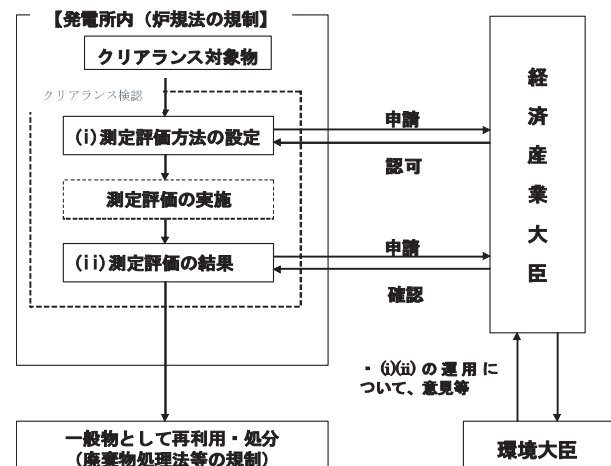 【発電所内（炉規法の規制】
クリアランス対象物
クリアランス検認
(i)測定評価方法の設定
申請
認可
測定評価の実施
(ii)測定評価の結果
申請
確認
経済産業大臣
・(i)(ii)の運用に
ついて、意見等
一般物として再利用・処分
(廃棄物処理法等の規制)
環境大臣